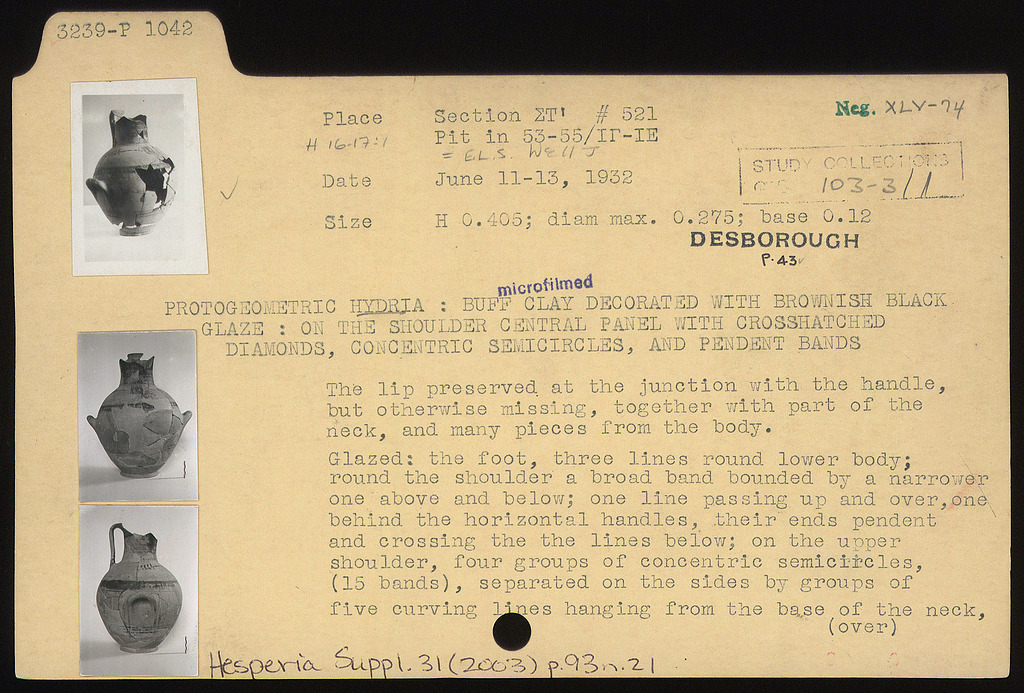 3239-P 1042
Neg. XLV-74
Place Section ΣΤ' # 521
H 16-17:1 Pit in 53-55/ΙΓ-ΙΕ
= E.L.S. Well J
STUDY COLLECTIONS
103-3/1
Date June 11-13, 1932
Size H 0.405; diam max. 0.275; base 0.12
DESBOROUGH
P.43
microfilmed
PROTOGEOMETRIC HYDRIA : BUFF CLAY DECORATED WITH BROWNISH BLACK
GLAZE : ON THE SHOULDER CENTRAL PANEL WITH CROSSHATCHED
DIAMONDS, CONCENTRIC SEMICIRCLES, AND PENDENT BANDS
The lip preserved at the junction with the handle,
but otherwise missing, together with part of the
neck, and many pieces from the body.
Glazed: the foot, three lines round lower body;
round the shoulder a broad band bounded by a narrower
one above and below; one line passing up and over, one
behind the horizontal handles, their ends pendent
and crossing the the lines below; on the upper
shoulder, four groups of concentric semicircles,
(15 bands), separated on the sides by groups of
five curving lines hanging from the base of the neck,
(over)
Hesperia Suppl. 31 (2003) p.93 n.21